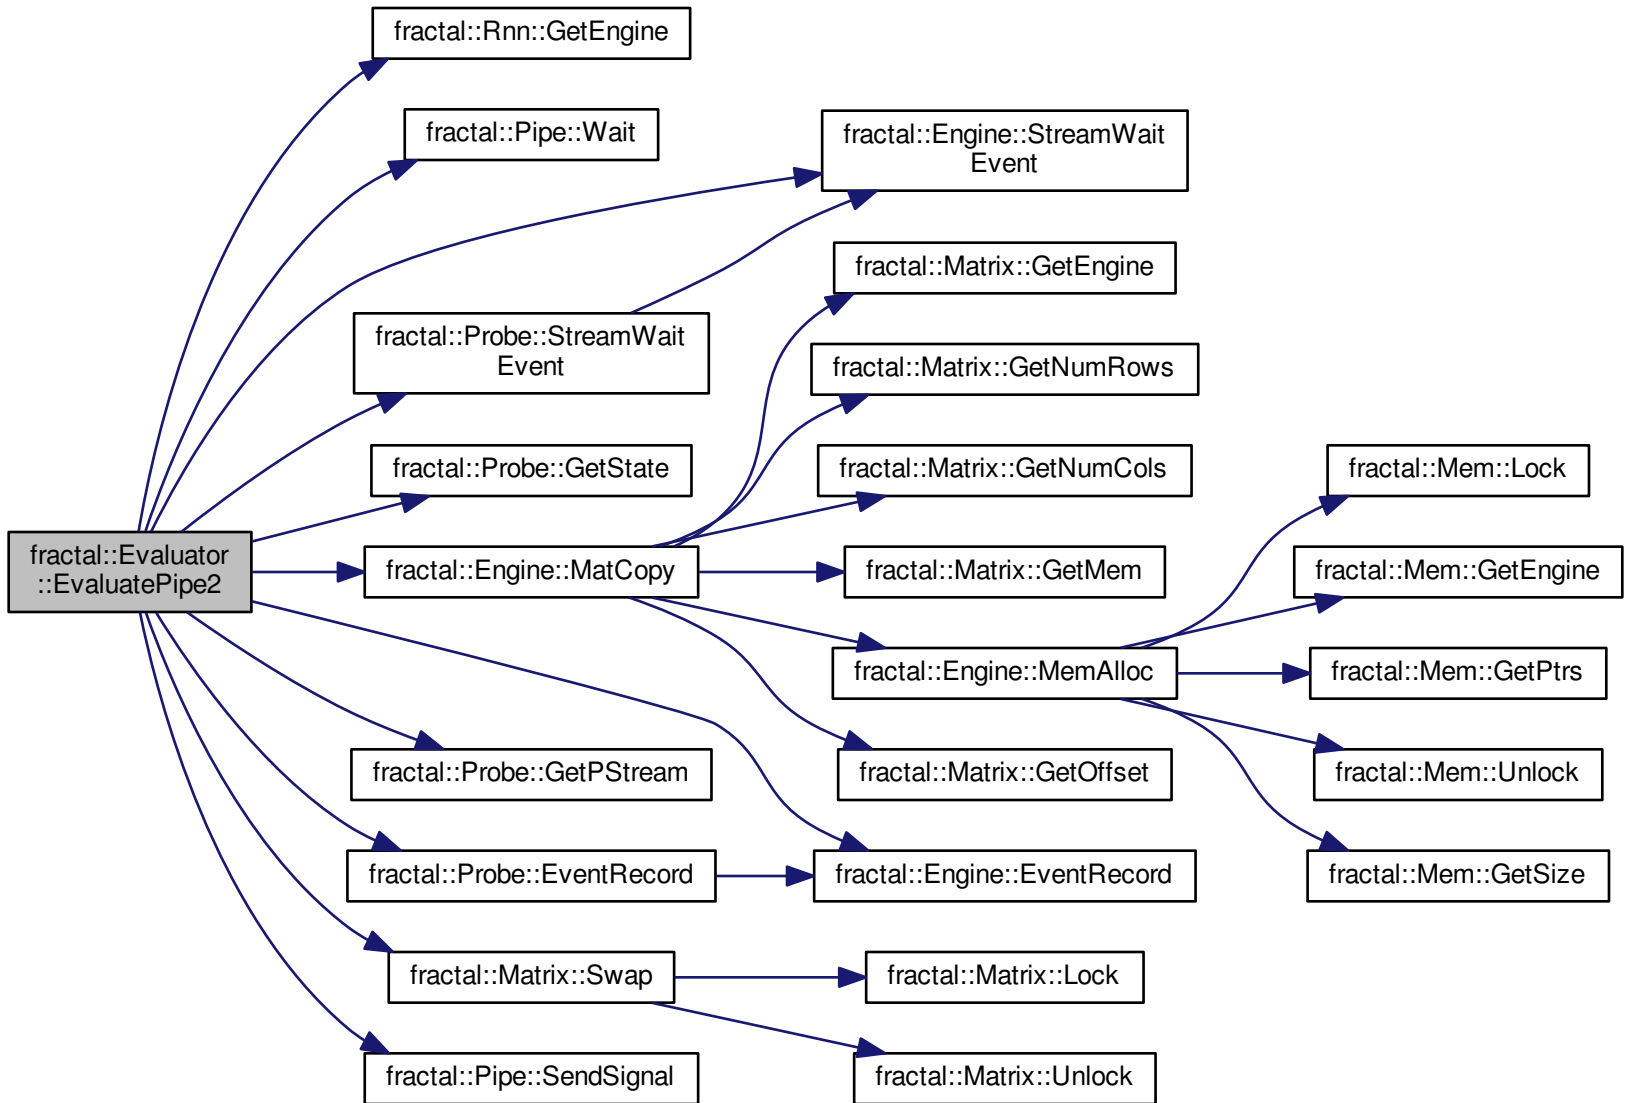 fractal::Rnn::GetEngine
fractal::Pipe::Wait
fractal::Engine::StreamWait
Event
fractal::Matrix::GetEngine
fractal::Probe::StreamWait
Event
fractal::Matrix::GetNumRows
fractal::Probe::GetState
fractal::Matrix::GetNumCols
fractal::Mem::Lock
fractal::Evaluator
::EvaluatePipe2
fractal::Engine::MatCopy
fractal::Matrix::GetMem
fractal::Mem::GetEngine
fractal::Engine::MemAlloc
fractal::Mem::GetPtrs
fractal::Probe::GetPStream
fractal::Matrix::GetOffset
fractal::Mem::Unlock
fractal::Probe::EventRecord
fractal::Engine::EventRecord
fractal::Mem::GetSize
fractal::Matrix::Swap
fractal::Matrix::Lock
fractal::Pipe::SendSignal
fractal::Matrix::Unlock